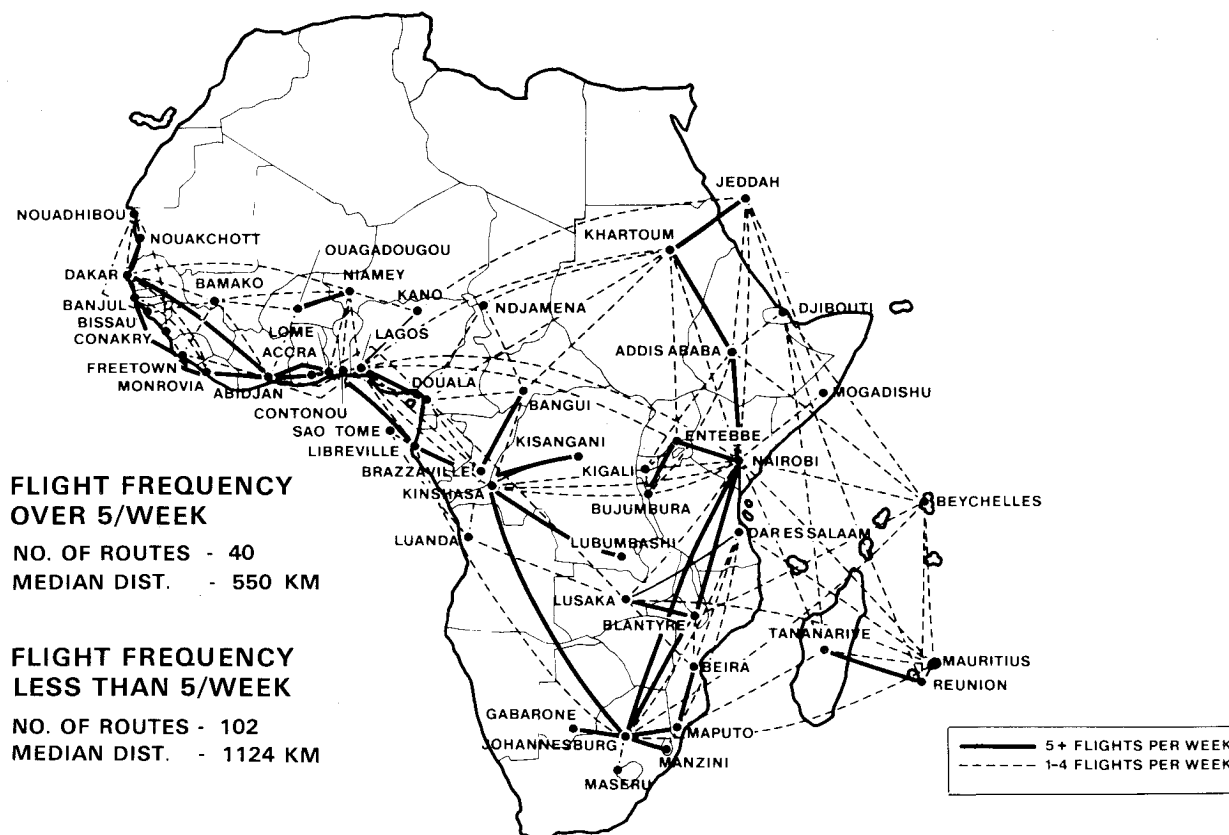 JEDDAH
NOUADHIBOU
NOUAKCHOTT
OUAGADOUGOU
KHARTOUM
DAKAR
BAMAKO
NIAMEY
BANJUL
KANO
NDJAMENA
DJIBOUTI
BISSAU
LOME
LAGOS
CONAKRY
ACCRA
ADDIS ABABA
FREETOWN
DOUALA
MONROVIA
ABIDJAN
MOGADISHU
CONTONOU
BANGUI
SAO TOME
KISANGANI
ENTEBBE
LIBREVILLE
BRAZZAVILLE
KIGALI
NAIROBI
KINSHASA
BUJUMBURA
BEYCHELLES
LUANDA
LUBUMBASHI
DAR ES SALAAM
LUSAKA
BLANTYRE
TANANARIVE
BEIRA
MAURITIUS
REUNION
GABARONE
JOHANNESBURG
MAPUTO
MANZINI
MASERU
FLIGHT FREQUENCY
OVER 5/WEEK
NO. OF ROUTES - 40
MEDIAN DIST. - 550 KM
FLIGHT FREQUENCY
LESS THAN 5/WEEK
NO. OF ROUTES - 102
MEDIAN DIST. - 1124 KM
5+ FLIGHTS PER WEEK
1-4 FLIGHTS PER WEEK